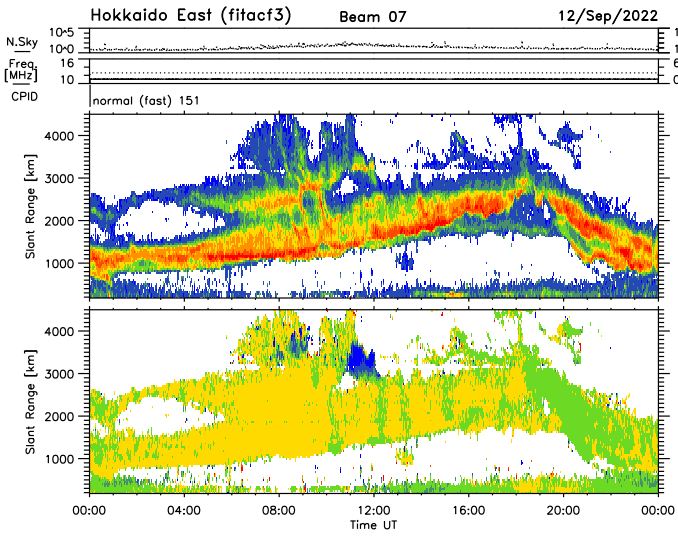 Hokkaido East (fitacf3) Beam 07 12/Sep/2022
N.Sky 10^5 10^0
Freq. [MHz] 16 10
CPID normal (fast) 151
Slant Range [km] 4000 3000 2000 1000
Slant Range [km] 4000 3000 2000 1000
00:00 04:00 08:00 12:00 16:00 20:00 00:00
Time UT